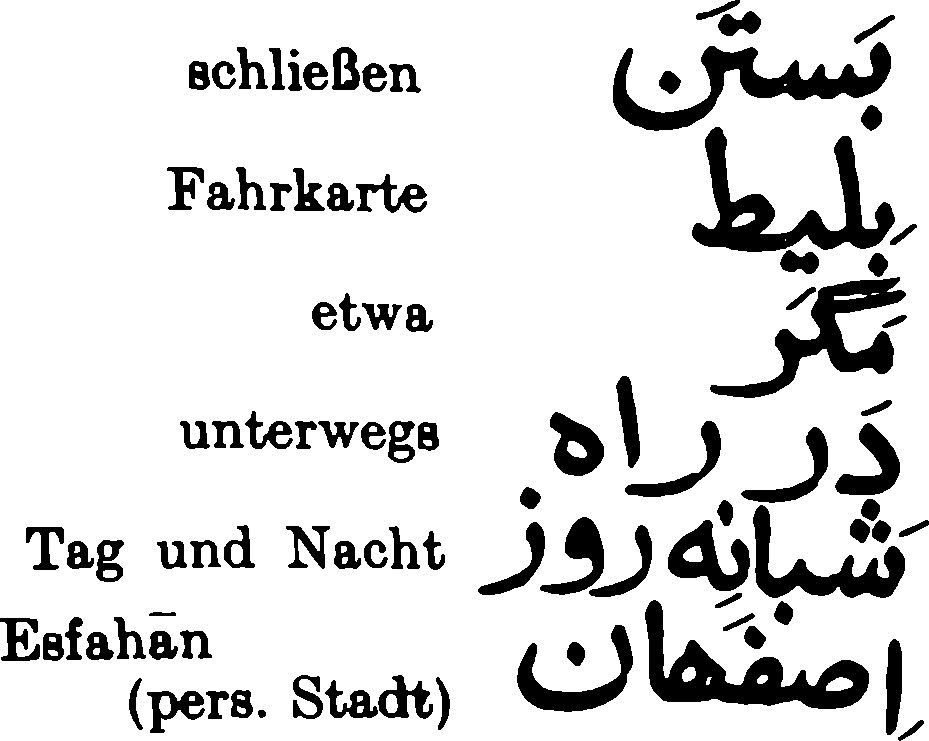 schließen بَستَن
Fahrkarte بِلیط
etwa مَگَر
unterwegs دَر راه
Tag und Nacht شَبانِه روز
Esfahān اِصفَهان
(pers. Stadt)